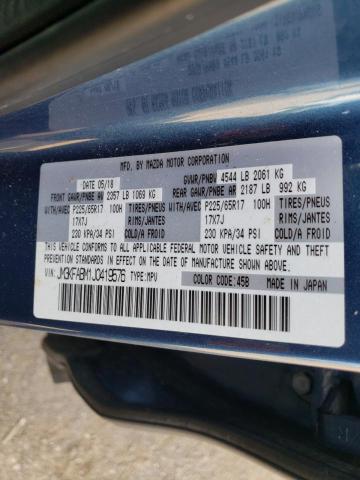 MFD. BY MAZDA MOTOR CORPORATION
DATE 05/18 GVWR/PNBV 4544 LB 2061 KG
FRONT GAWR/PNBE AV 2357 LB 1069 KG REAR GAWR/PNBE AR 2187 LB 992 KG
P225/65R17 100H TIRES/PNEUS P225/65R17 100H TIRES/PNEUS
17X7J RIMS/JANTES 17X7J RIMS/JANTES
230 KPA/34 PSI COLD/A FROID 230 KPA/34 PSI COLD/A FROID
THIS VEHICLE CONFORMS TO ALL APPLICABLE FEDERAL MOTOR VEHICLE SAFETY,
BUMPER, AND THEFT PREVENTION STANDARDS IN EFFECT
ON THE DATE OF MANUFACTURE SHOWN ABOVE.
VIN: JM3KFABM1J0419576 TYPE:MPV
COLOR CODE:45B
MADE IN JAPAN